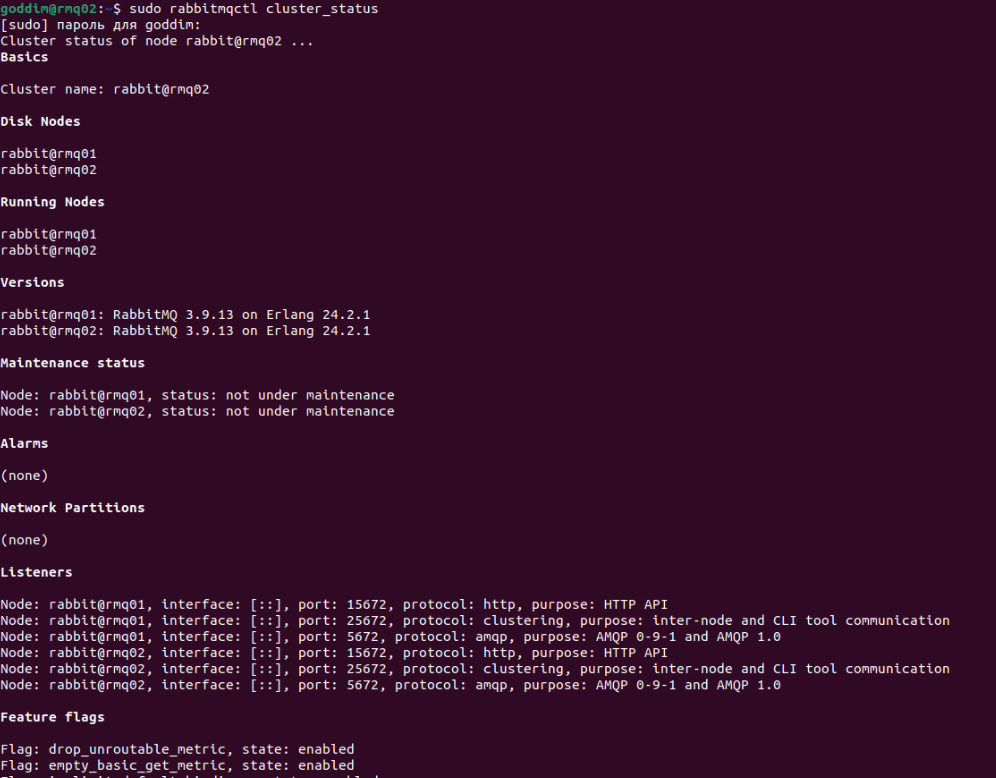 goddim@rmq02:~$ sudo rabbitmqctl cluster_status
[sudo] пароль для goddim:
Cluster status of node rabbit@rmq02 ...
Basics
Cluster name: rabbit@rmq02
Disk Nodes
rabbit@rmq01
rabbit@rmq02
Running Nodes
rabbit@rmq01
rabbit@rmq02
Versions
rabbit@rmq01: RabbitMQ 3.9.13 on Erlang 24.2.1
rabbit@rmq02: RabbitMQ 3.9.13 on Erlang 24.2.1
Maintenance status
Node: rabbit@rmq01, status: not under maintenance
Node: rabbit@rmq02, status: not under maintenance
Alarms
(none)
Network Partitions
(none)
Listeners
Node: rabbit@rmq01, interface: [::], port: 15672, protocol: http, purpose: HTTP API
Node: rabbit@rmq01, interface: [::], port: 25672, protocol: clustering, purpose: inter-node and CLI tool communication
Node: rabbit@rmq01, interface: [::], port: 5672, protocol: amqp, purpose: AMQP 0-9-1 and AMQP 1.0
Node: rabbit@rmq02, interface: [::], port: 15672, protocol: http, purpose: HTTP API
Node: rabbit@rmq02, interface: [::], port: 25672, protocol: clustering, purpose: inter-node and CLI tool communication
Node: rabbit@rmq02, interface: [::], port: 5672, protocol: amqp, purpose: AMQP 0-9-1 and AMQP 1.0
Feature flags
Flag: drop_unroutable_metric, state: enabled
Flag: empty_basic_get_metric, state: enabled